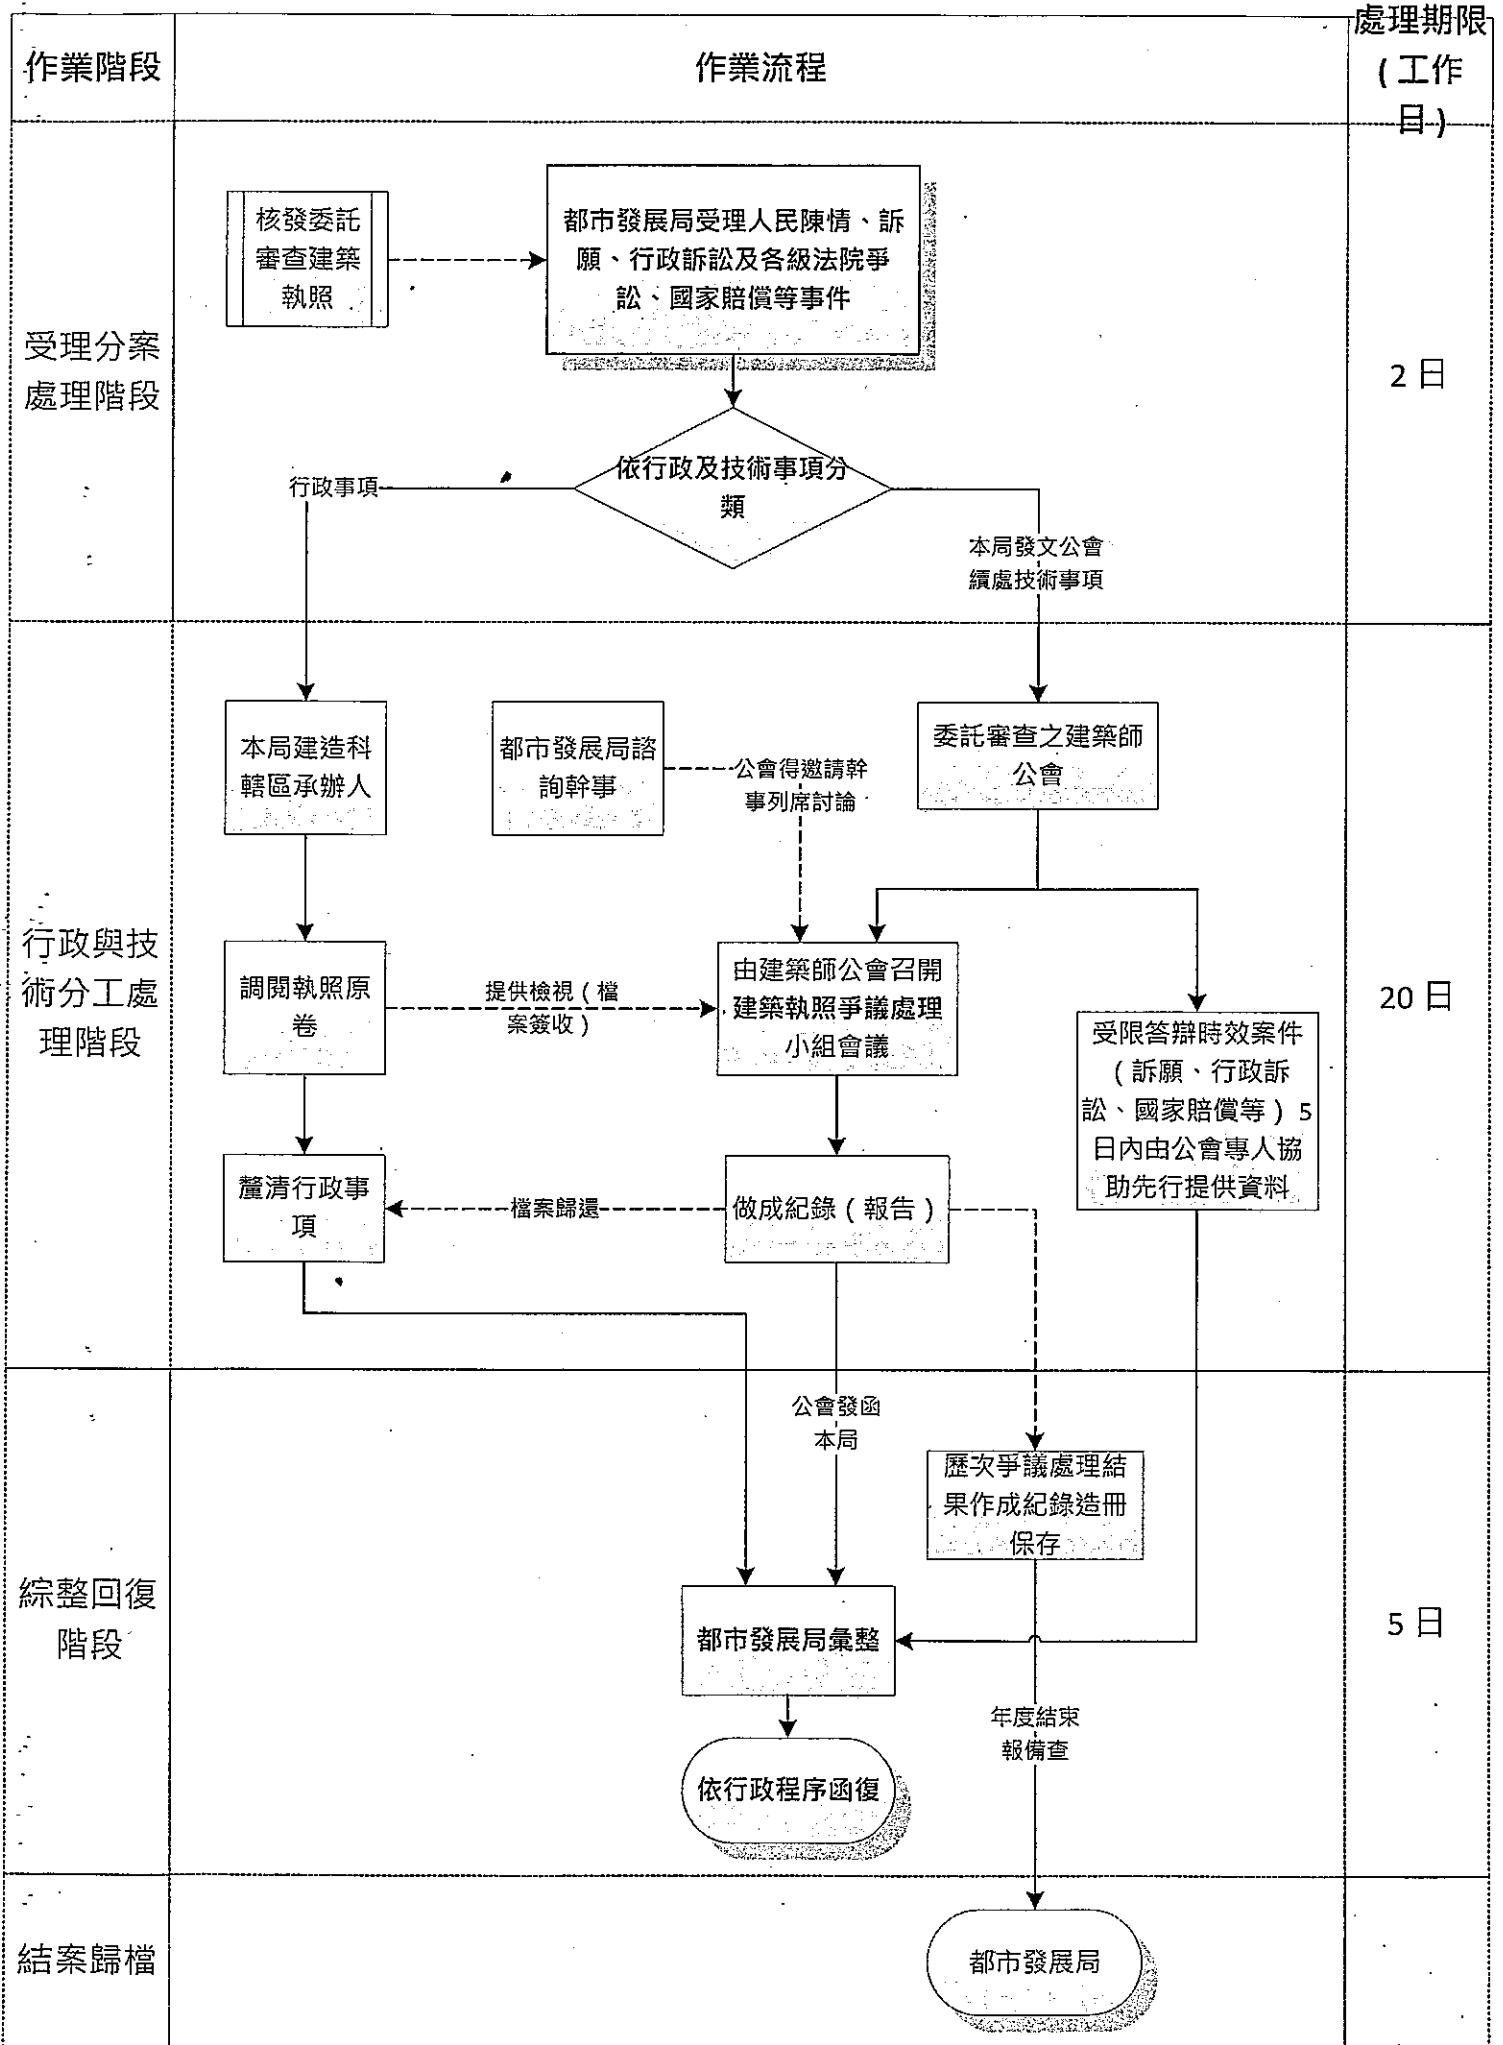 作業階段
作業流程
處理期限
(工作
日)
受理分案
處理階段
核發委託
審查建築
執照
都市發展局受理人民陳情、訴
願、行政訴訟及各級法院爭
訟、國家賠償等事件
2日
依行政及技術事項分
類
行政事項
本局發文公會
續處技術事項
行政與技
術分工處
理階段
本局建造科
轄區承辦人
都市發展局諮
詢幹事
公會得邀請幹
事列席討論
委託審查之建築師
公會
20日
調閱執照原
卷
提供檢視(檔
案簽收)
由建築師公會召開
建築執照爭議處理
小組會議
受限答辯時效案件
(訴願、行政訴
訟、國家賠償等)5
日內由公會專人協
助先行提供資料
釐清行政事
項
檔案歸還
做成紀錄(報告)
綜整回復
階段
公會發函
本局
歷次爭議處理結
果作成紀錄造冊
保存
5日
都市發展局彙整
年度結束
報備查
依行政程序函復
結案歸檔
都市發展局